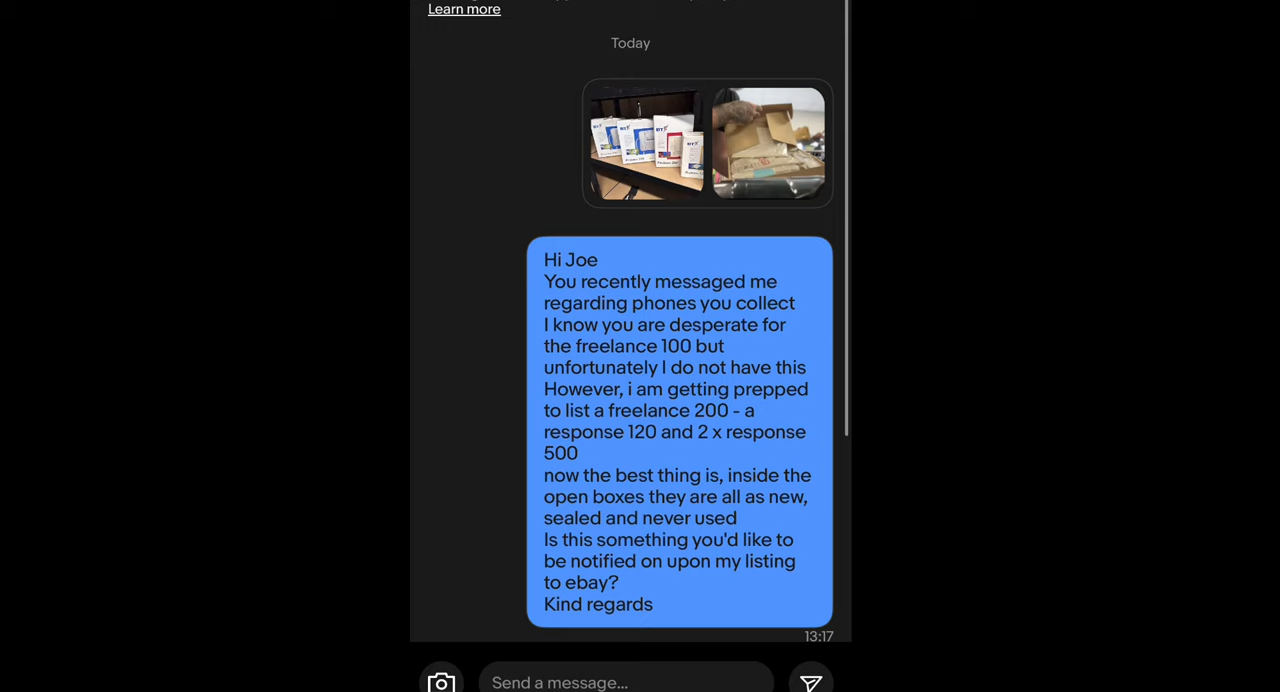 Learn more
Today
BT
BT
BT
BT
Hi Joe
You recently messaged me
regarding phones you collect
I know you are desperate for
the freelance 100 but
unfortunately I do not have this
However, i am getting prepped
to list a freelance 200 - a
response 120 and 2 x response
500
now the best thing is, inside the
open boxes they are all as new,
sealed and never used
Is this something you'd like to
be notified on upon my listing
to ebay?
Kind regards
13:17
Send a message...